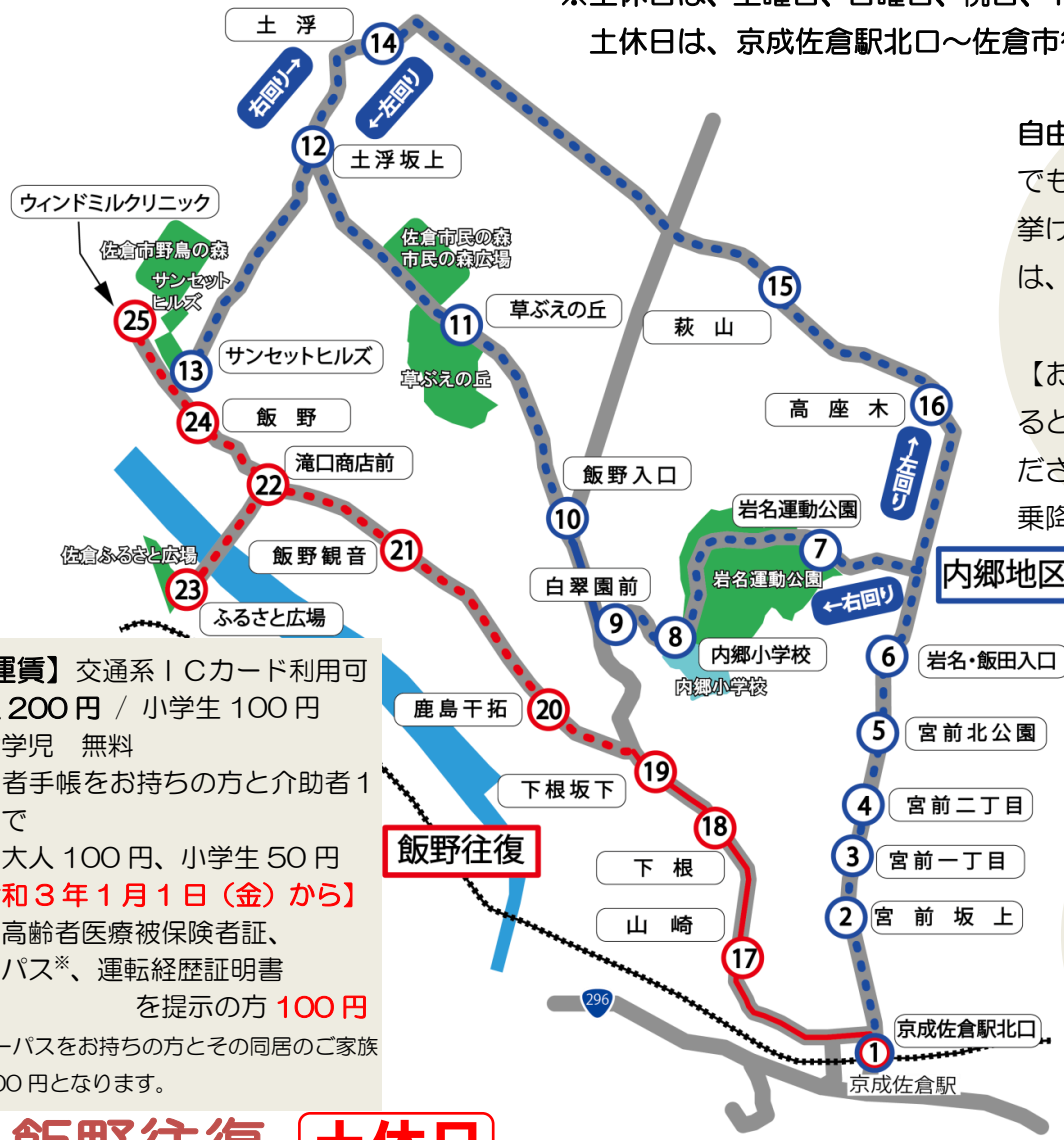 ※土休日は、土曜日、日曜日、祝日、
土休日は、京成佐倉駅北口～佐倉市
自由
でも
挙げ
は、
【お
ると
ださ
乗降
内郷地区
土 浮
14
右回り→
←左回り
12
土浮坂上
ウィンドミルクリニック
佐倉市野鳥の森
サンセット
ヒルズ
佐倉市民の森
市民の森広場
25
13
サンセットヒルズ
11
草ぶえの丘
草ぶえの丘
15
萩 山
24
飯 野
高 座 木
16
↑左回り
22
滝口商店前
飯野入口
10
岩名運動公園
7
岩名運動公園
←右回り
佐倉ふるさと広場
23
ふるさと広場
飯野観音
21
白翠園前
9
8
内郷小学校
内郷小学校
6
岩名・飯田入口
運賃】交通系ＩＣカード利用可
200円 / 小学生 100円
学児 無料
者手帳をお持ちの方と介助者１
で
大人 100円、小学生 50円
和３年１月１日（金）から】
高齢者医療被保険者証、
パス※、運転経歴証明書
を提示の方 100円
ーパスをお持ちの方とその同居のご家族
00円となります。
鹿島干拓
20
5
宮前北公園
19
下根坂下
4
宮前二丁目
飯野往復
18
下 根
3
宮前一丁目
山 崎
17
2
宮 前 坂 上
296
京成佐倉駅北口
1
京成佐倉駅
飯野往復
土休日